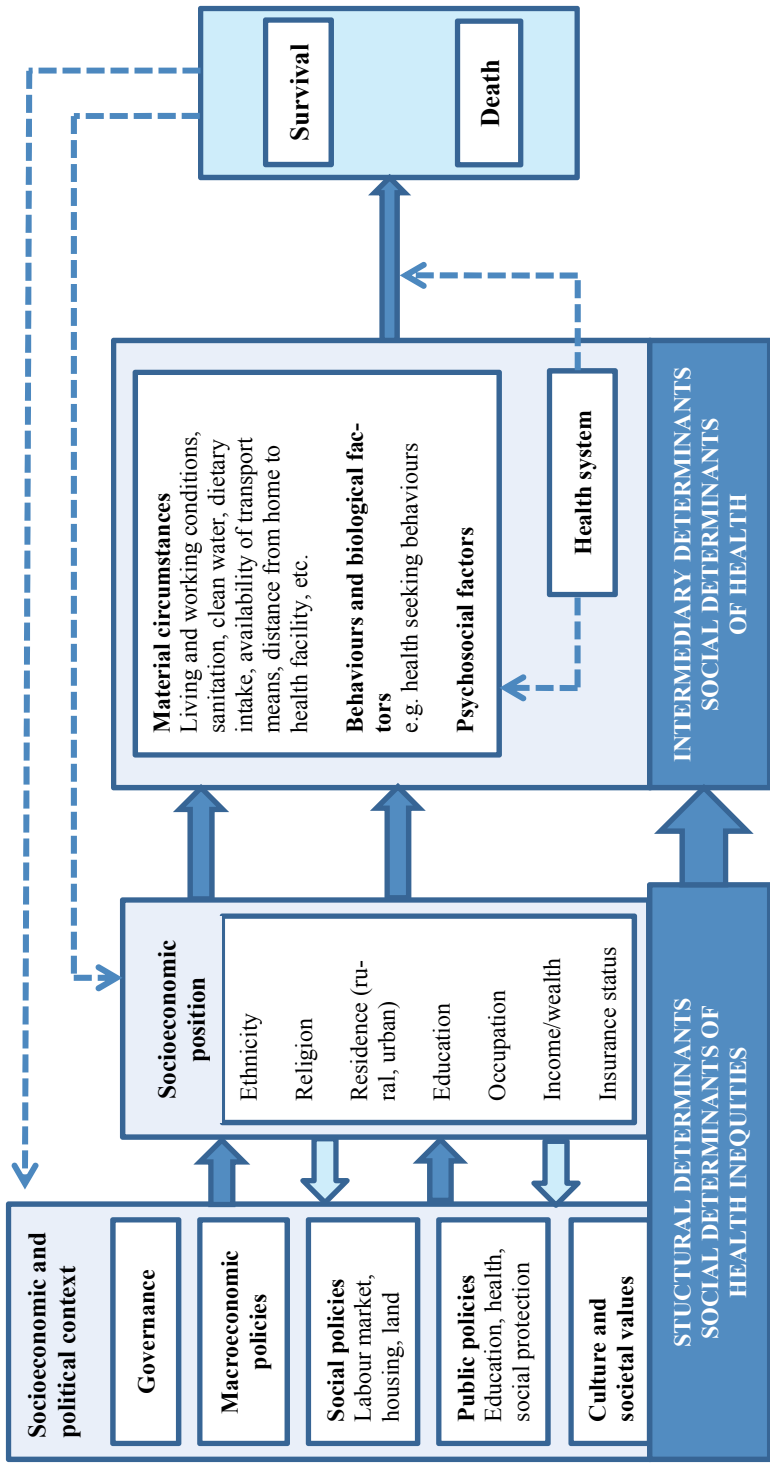 Socioeconomic and
political context
Governance
Macroeconomic
policies
Social policies
Labour market,
housing, land
Public policies
Education, health,
social protection
Culture and
societal values
Socioeconomic
position
Ethnicity
Religion
Residence (ru-
ral, urban)
Education
Occupation
Income/wealth
Insurance status
Material circumstances
Living and working conditions,
sanitation, clean water, dietary
intake, availability of transport
means, distance from home to
health facility, etc.
Behaviours and biological fac-
tors
e.g. health seeking behaviours
Psychosocial factors
Health system
Survival
Death
STUCTURAL DETERMINANTS
SOCIAL DETERMINANTS OF
HEALTH INEQUITIES
INTERMEDIARY DETERMINANTS
SOCIAL DETERMINANTS
OF HEALTH